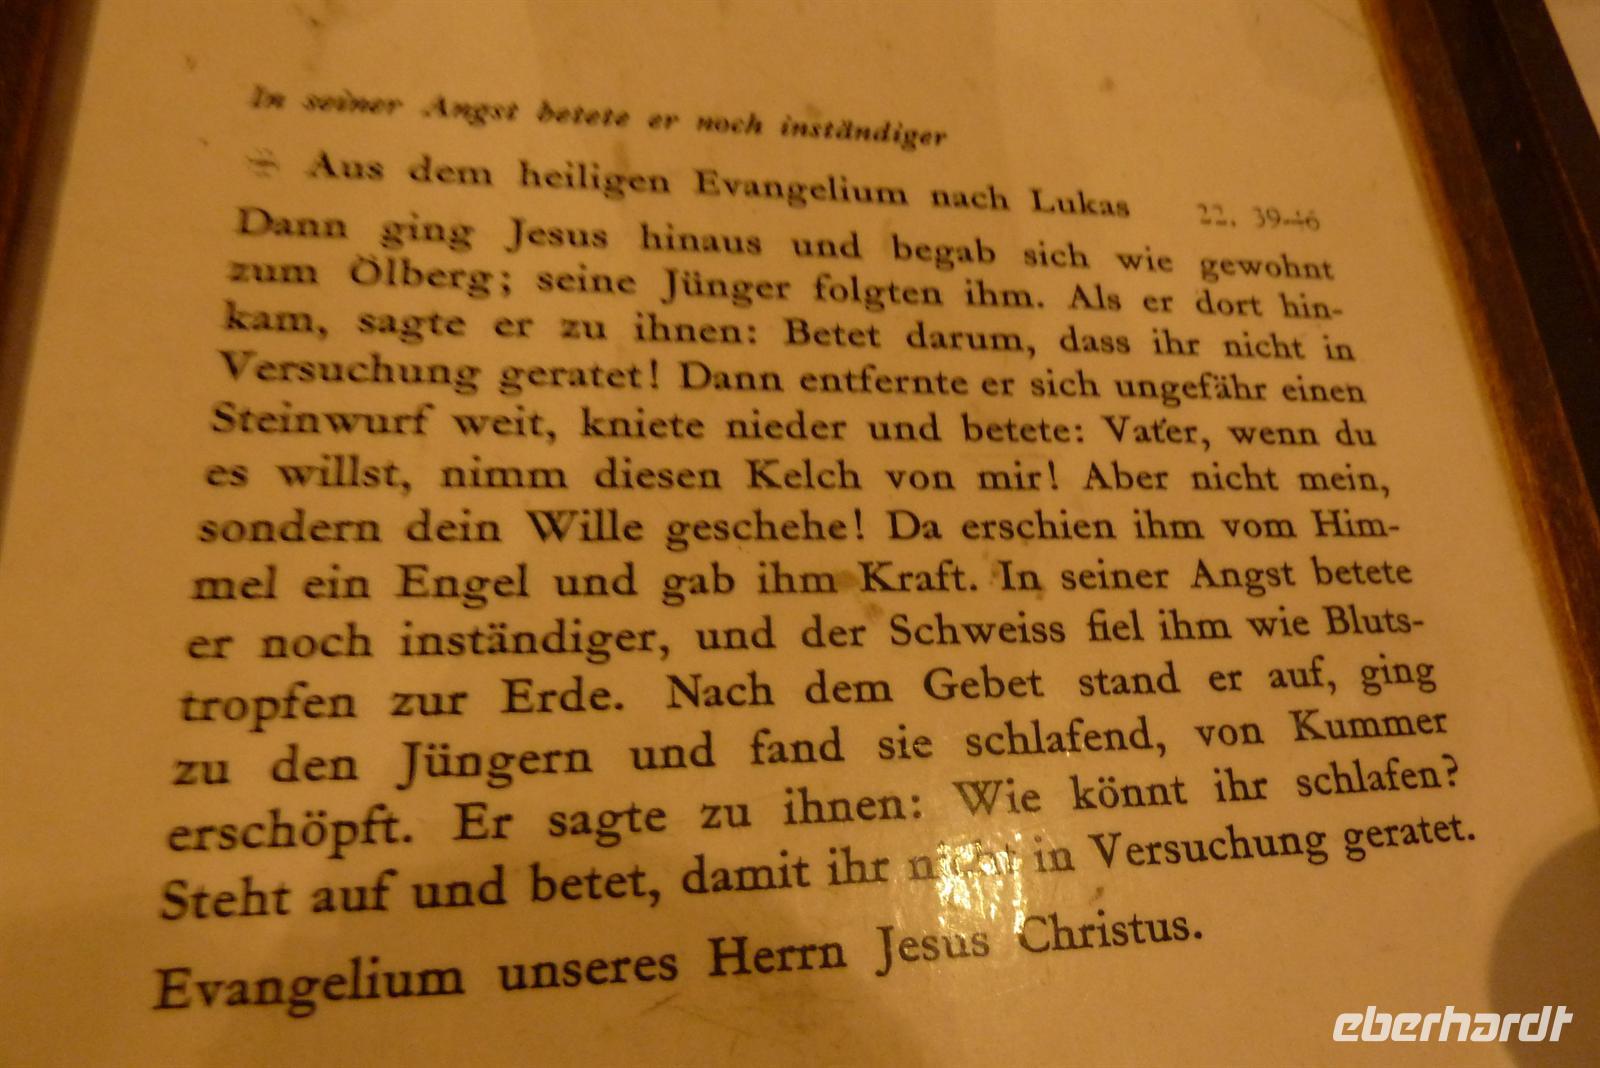 In seiner Angst betete er noch inständiger
Aus dem heiligen Evangelium nach Lukas 22. 39-46
Dann ging Jesus hinaus und begab sich wie gewohnt
zum Ölberg; seine Jünger folgten ihm. Als er dort hin-
kam, sagte er zu ihnen: Betet darum, dass ihr nicht in
Versuchung geratet! Dann entfernte er sich ungefähr einen
Steinwurf weit, kniete nieder und betete: Vater, wenn du
es willst, nimm diesen Kelch von mir! Aber nicht mein,
sondern dein Wille geschehe! Da erschien ihm vom Him-
mel ein Engel und gab ihm Kraft. In seiner Angst betete
er noch inständiger, und der Schweiss fiel ihm wie Bluts-
tropfen zur Erde. Nach dem Gebet stand er auf, ging
zu den Jüngern und fand sie schlafend, von Kummer
erschöpft. Er sagte zu ihnen: Wie könnt ihr schlafen?
Steht auf und betet, damit ihr nicht in Versuchung geratet.
Evangelium unseres Herrn Jesus Christus.
eberhardt